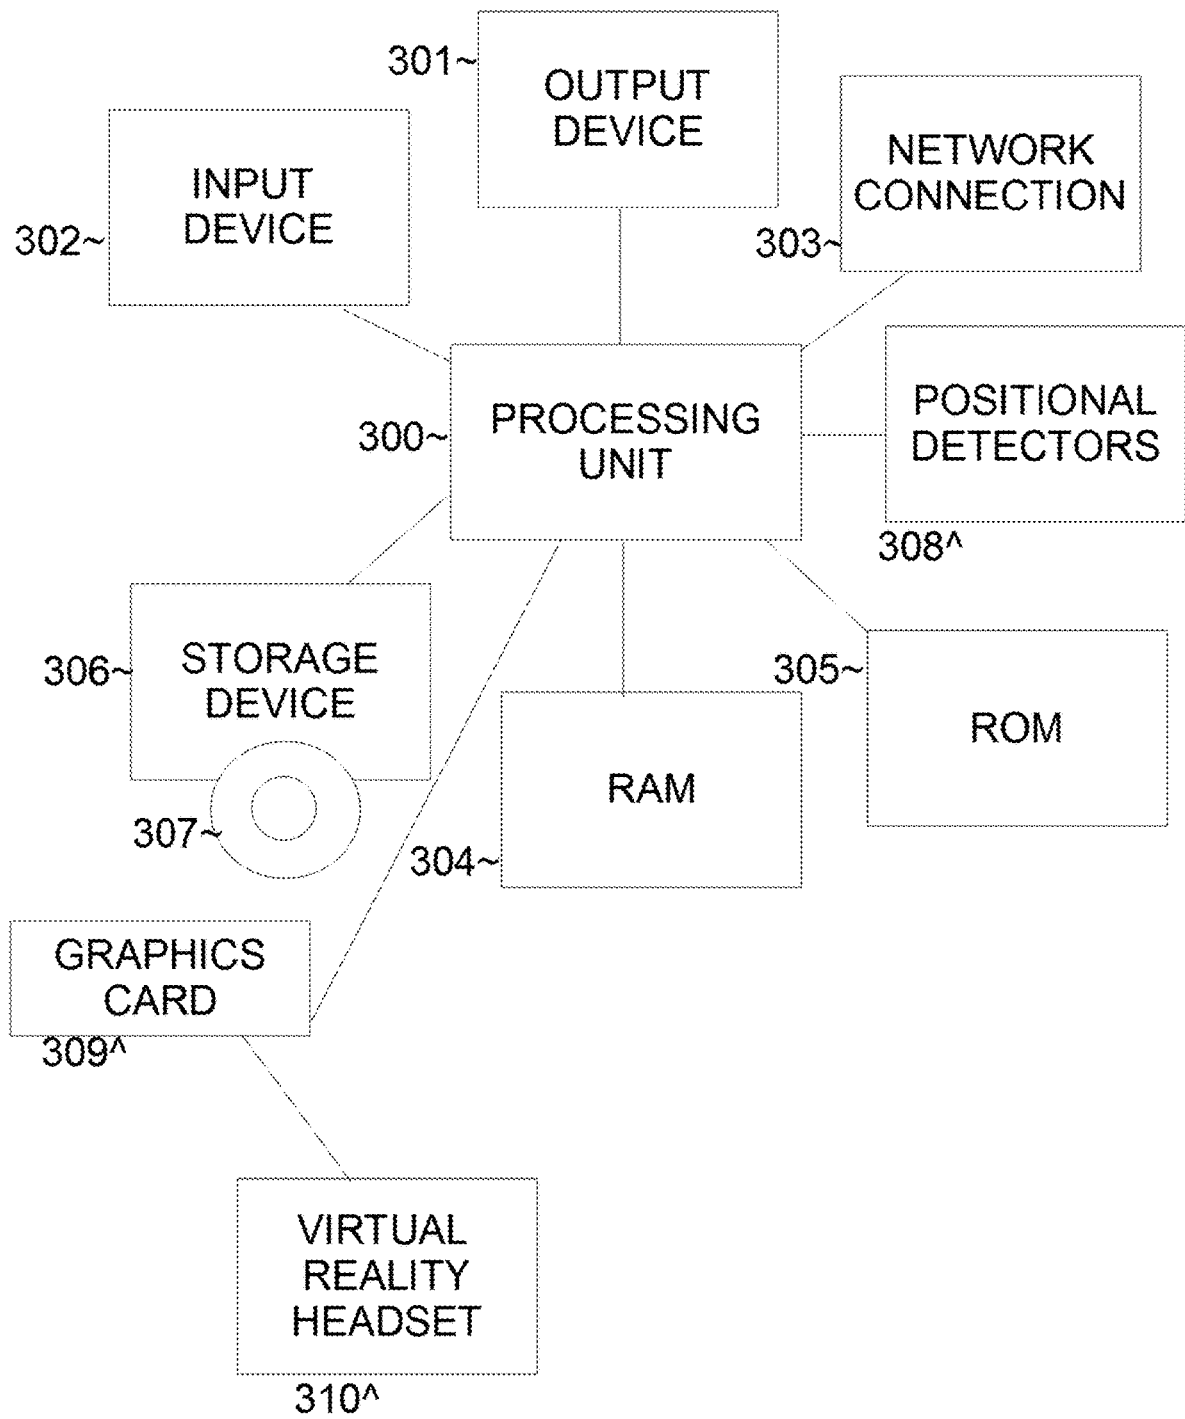 301~
OUTPUT
DEVICE
INPUT
DEVICE
302~
NETWORK
CONNECTION
303~
PROCESSING
UNIT
300~
POSITIONAL
DETECTORS
308^
STORAGE
DEVICE
306~
307~
305~
ROM
RAM
304~
GRAPHICS
CARD
309^
VIRTUAL
REALITY
HEADSET
310^